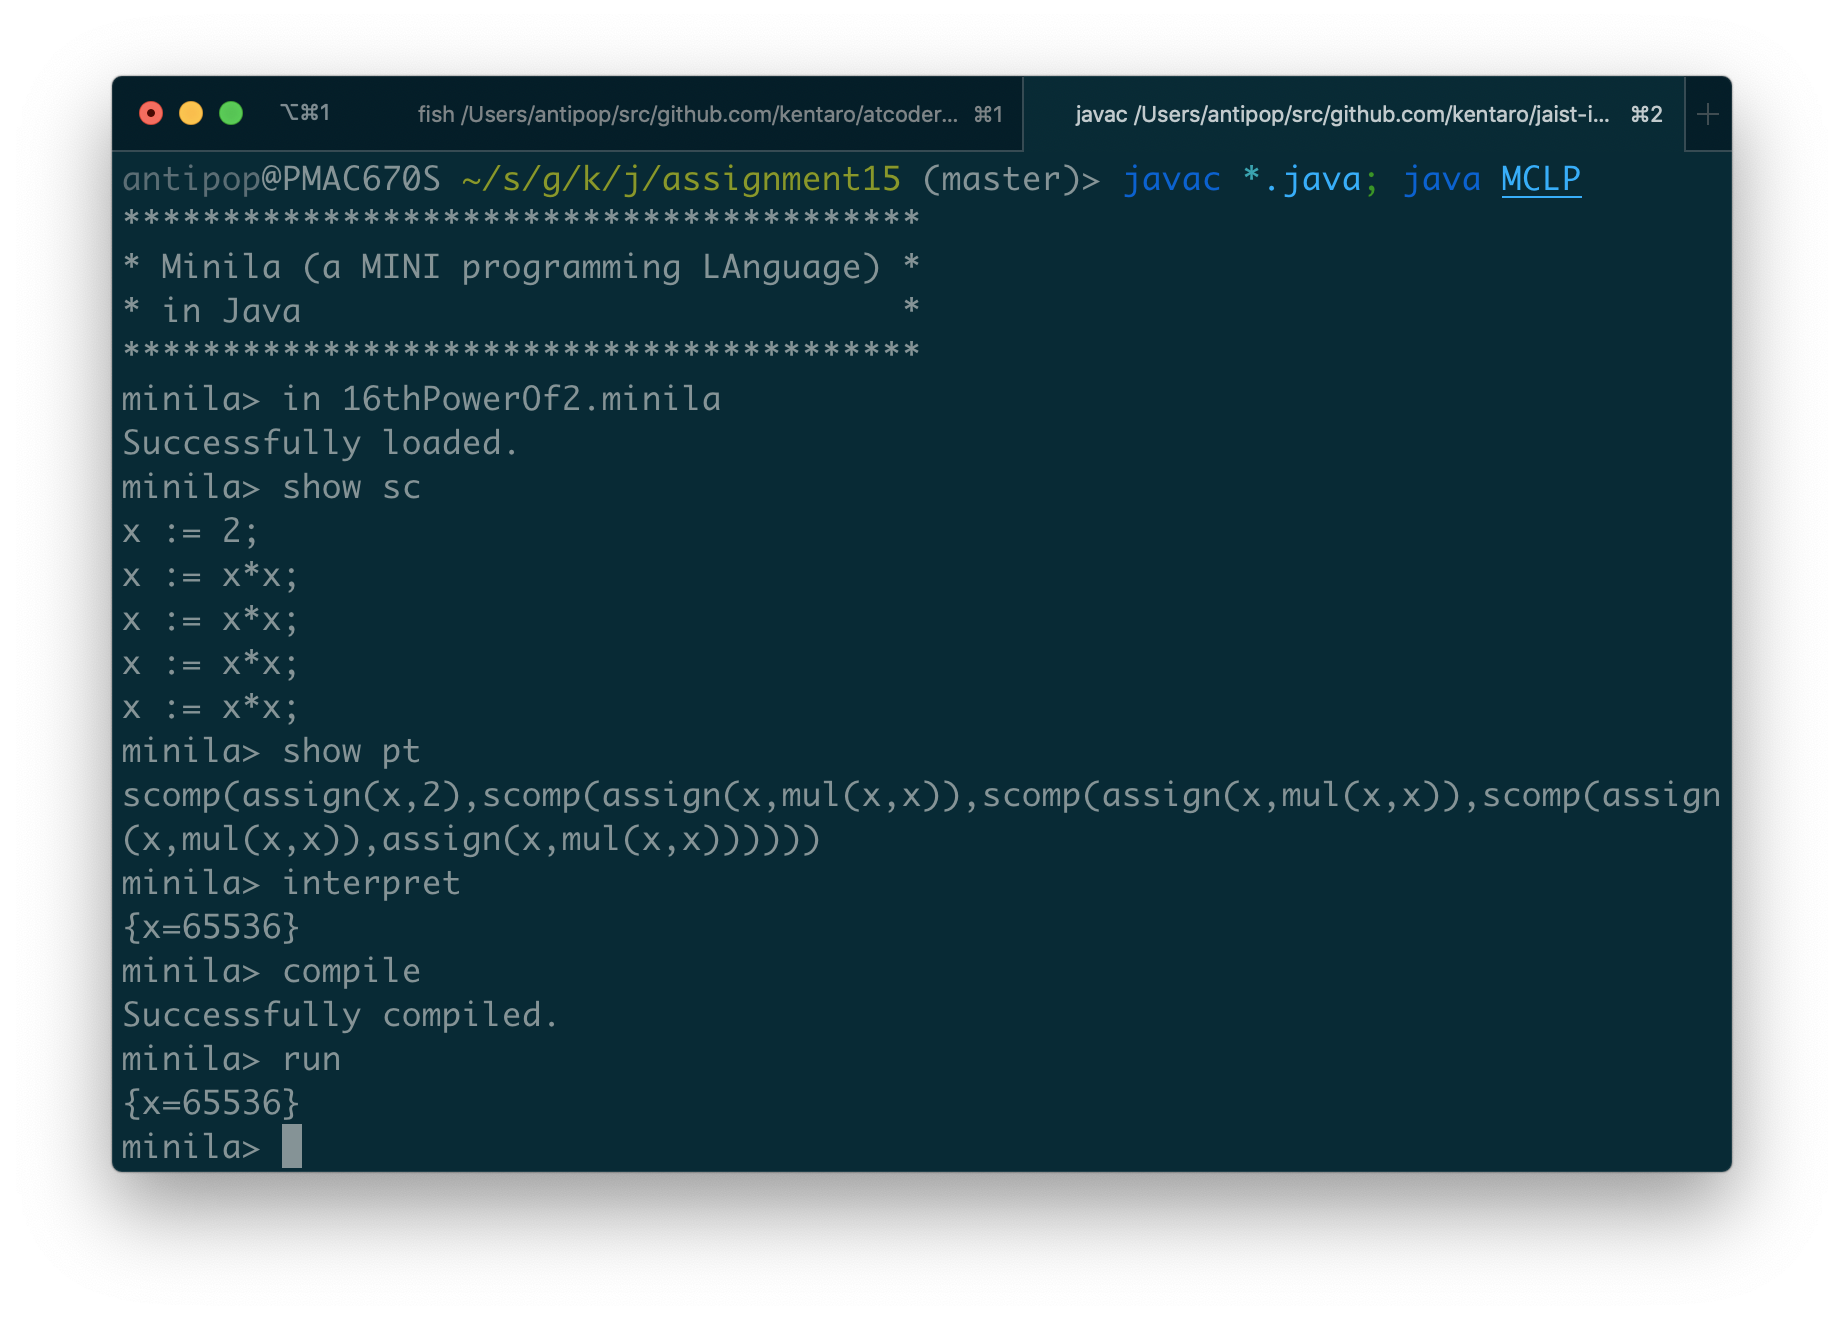 ⌥⌘1 fish /Users/antipop/src/github.com/kentaro/atcoder... ⌘1 javac /Users/antipop/src/github.com/kentaro/jaist-i... ⌘2 +
antipop@PMAC670S ~/s/g/k/j/assignment15 (master)> javac *.java; java MCLP
****************************************
* Minila (a MINI programming LAnguage) *
* in Java                              *
****************************************
minila> in 16thPowerOf2.minila
Successfully loaded.
minila> show sc
x := 2;
x := x*x;
x := x*x;
x := x*x;
x := x*x;
minila> show pt
scomp(assign(x,2),scomp(assign(x,mul(x,x)),scomp(assign(x,mul(x,x)),scomp(assign
(x,mul(x,x)),assign(x,mul(x,x))))))
minila> interpret
{x=65536}
minila> compile
Successfully compiled.
minila> run
{x=65536}
minila>